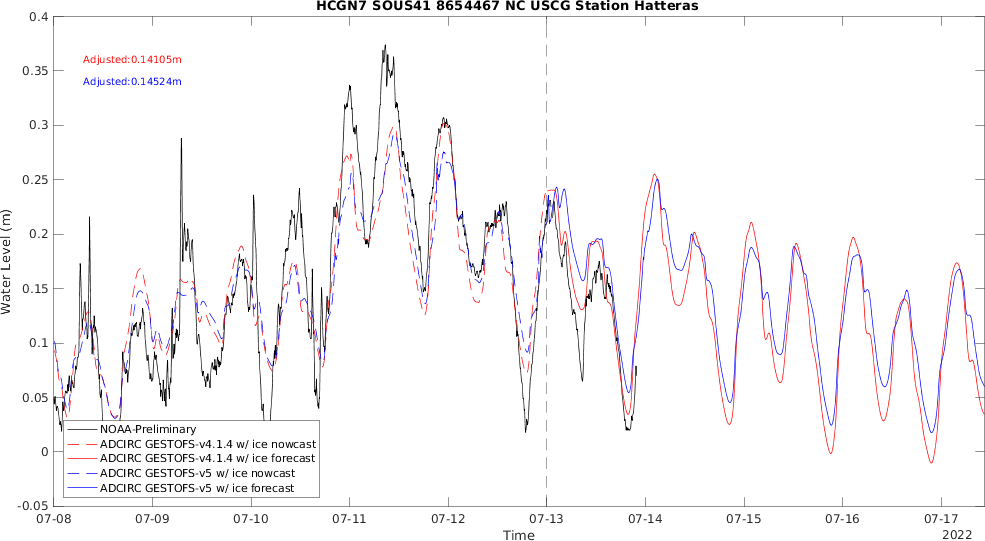 HCGN7 SOUS41 8654467 NC USCG Station Hatteras
0.4
0.35
0.3
0.25
0.2
0.15
0.1
0.05
0
-0.05
Water Level (m)
Adjusted:0.14105m
Adjusted:0.14524m
NOAA-Preliminary
ADCIRC GESTOFS-v4.1.4 w/ ice nowcast
ADCIRC GESTOFS-v4.1.4 w/ ice forecast
ADCIRC GESTOFS-v5 w/ ice nowcast
ADCIRC GESTOFS-v5 w/ ice forecast
07-08 07-09 07-10 07-11 07-12 07-13 07-14 07-15 07-16 07-17
Time
2022